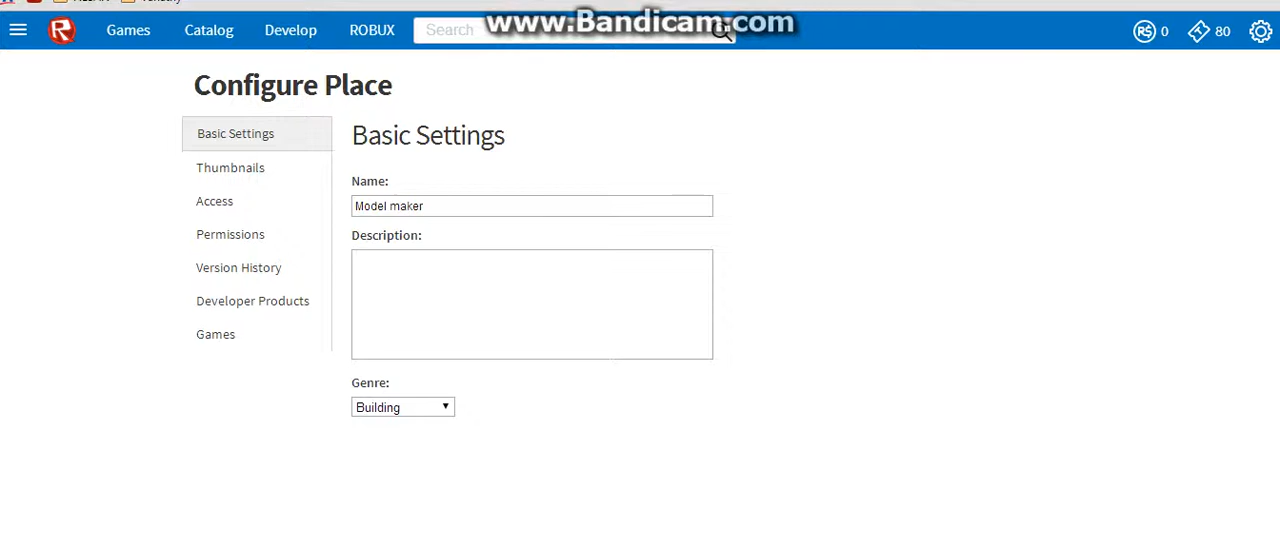 www.Bandicam.com
Games Catalog Develop ROBUX Search R$ 0 80
Configure Place
Basic Settings
Thumbnails
Access
Permissions
Version History
Developer Products
Games
Basic Settings
Name:
Model maker
Description:
Genre:
Building